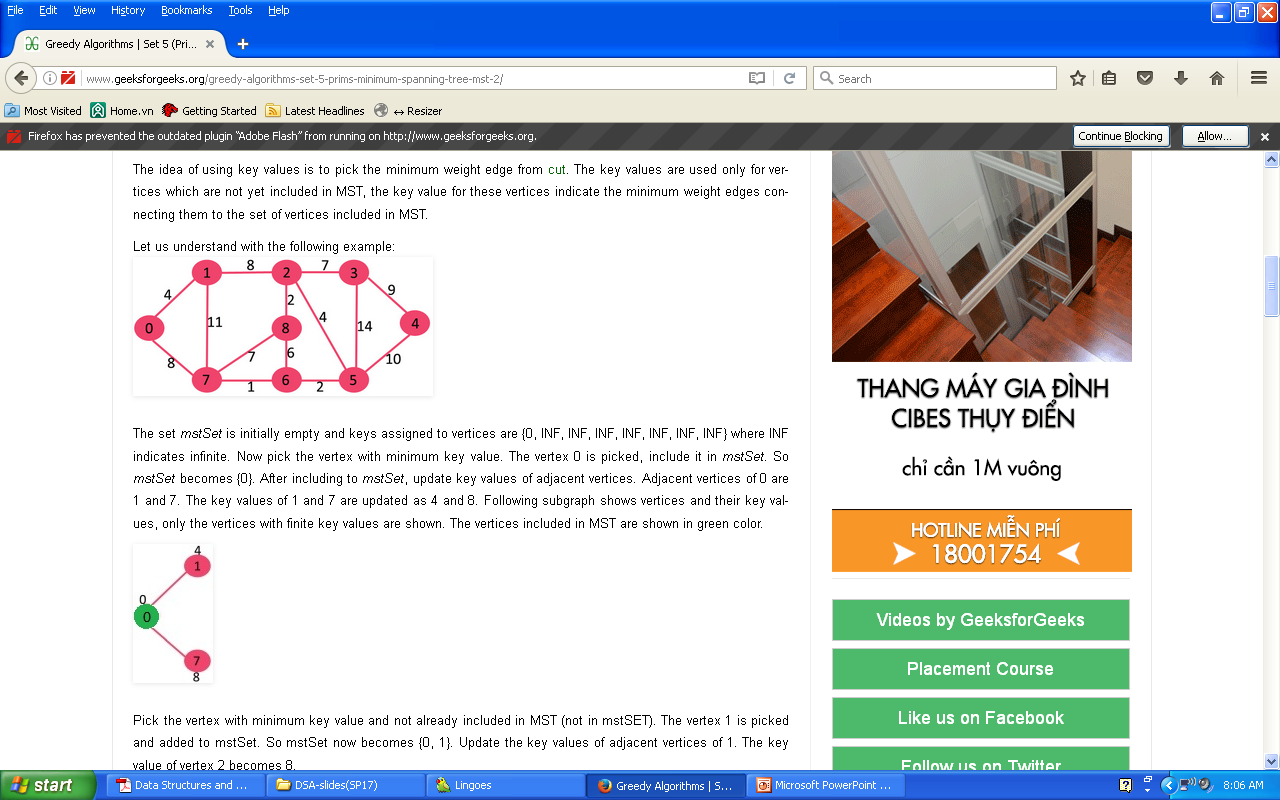 File Edit View History Bookmarks Tools Help
Greedy Algorithms | Set 5 (Pri...
www.geeksforgeeks.org/greedy-algorithms-set-5-prims-minimum-spanning-tree-mst-2/
Search
Most Visited Home.vn Getting Started Latest Headlines ↔ Resizer
Firefox has prevented the outdated plugin "Adobe Flash" from running on http://www.geeksforgeeks.org.
Continue Blocking Allow...
The idea of using key values is to pick the minimum weight edge from cut. The key values are used only for ver-
tices which are not yet included in MST, the key value for these vertices indicate the minimum weight edges con-
necting them to the set of vertices included in MST.
Let us understand with the following example:
1 8 2 7 3
4 2 9
0 11 8 4 14 4
8 7 6 10
7 1 6 2 5
The set mstSet is initially empty and keys assigned to vertices are {0, INF, INF, INF, INF, INF, INF, INF} where INF
indicates infinite. Now pick the vertex with minimum key value. The vertex 0 is picked, include it in mstSet. So
mstSet becomes {0}. After including to mstSet, update key values of adjacent vertices. Adjacent vertices of 0 are
1 and 7. The key values of 1 and 7 are updated as 4 and 8. Following subgraph shows vertices and their key val-
ues, only the vertices with finite key values are shown. The vertices included in MST are shown in green color.
4
1
0
0
7
8
Pick the vertex with minimum key value and not already included in MST (not in mstSET). The vertex 1 is picked
and added to mstSet. So mstSet now becomes {0, 1}. Update the key values of adjacent vertices of 1. The key
value of vertex 2 becomes 8.
THANG MÁY GIA ĐÌNH
CIBES THỤY ĐIỂN
chỉ cần 1M vuông
HOTLINE MIỄN PHÍ
18001754
Videos by GeeksforGeeks
Placement Course
Like us on Facebook
Follow us on Twitter
start Data Structures and ... DSA-slides(SP17) Lingoes Greedy Algorithms | S... Microsoft PowerPoint ... 8:06 AM